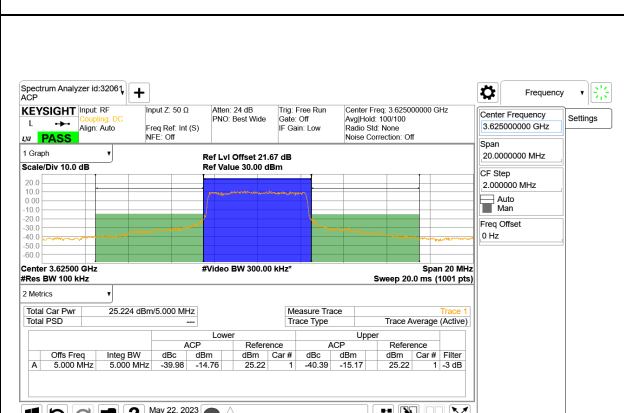 Spectrum Analyzer id:32061
ACP
Frequency
KEYSIGHT Input: RF Input Z: 50 Ω Atten: 24 dB Trig: Free Run Center Freq: 3.625000000 GHz
L Coupling: DC PNO: Best Wide Gate: Off Avg|Hold: 100/100
Align: Auto Freq Ref: Int (S) IF Gain: Low Radio Std: None
PASS NFE: Off Noise Correction: Off
Center Frequency
3.625000000 GHz
Settings
Span
20.0000000 MHz
CF Step
2.000000 MHz
Auto
Man
Freq Offset
0 Hz
1 Graph
Ref Lvl Offset 21.67 dB
Scale/Div 10.0 dB Ref Value 30.00 dBm
20.0
10.0
0.00
-10.0
-20.0
-30.0
-40.0
-50.0
-60.0
Center 3.62500 GHz #Video BW 300.00 kHz* Span 20 MHz
#Res BW 100 kHz Sweep 20.0 ms (1001 pts)
2 Metrics
Total Car Pwr 25.224 dBm/5.000 MHz Measure Trace Trace 1
Total PSD --- Trace Type Trace Average (Active)
Lower Upper
ACP Reference ACP Reference
Offs Freq Integ BW dBc dBm dBm Car # dBc dBm dBm Car # Filter
A 5.000 MHz 5.000 MHz -39.98 -14.76 25.22 1 -40.39 -15.17 25.22 1 -3 dB
May 22, 2023